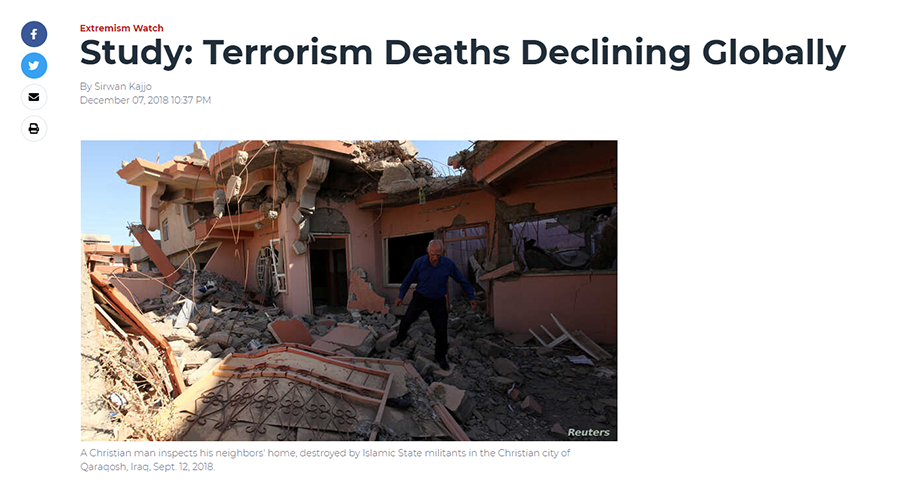 Extremism Watch
Study: Terrorism Deaths Declining Globally
By Sirwan Kajjo
December 07, 2018 10:37 PM
Reuters
A Christian man inspects his neighbors' home, destroyed by Islamic State militants in the Christian city of
Qaraqosh, Iraq, Sept. 12, 2018.